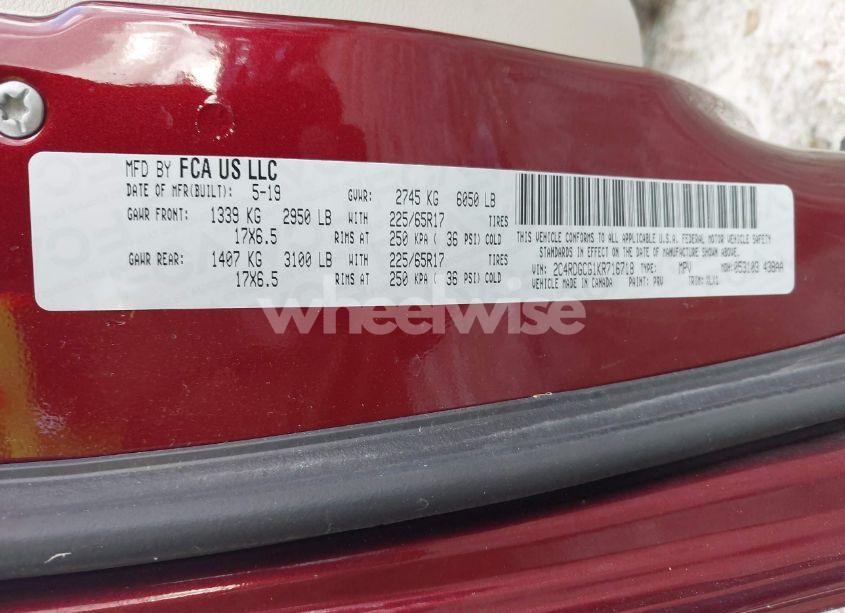 MFD BY FCA US LLC
DATE OF MFR(BUILT): 5-19 GVWR: 2745 KG 6050 LB
GAWR FRONT: 1339 KG 2950 LB WITH 225/65R17 TIRES
17X6.5 RIMS AT 250 KPA ( 36 PSI) COLD
GAWR REAR: 1407 KG 3100 LB WITH 225/65R17 TIRES
17X6.5 RIMS AT 250 KPA ( 36 PSI) COLD
THIS VEHICLE CONFORMS TO ALL APPLICABLE U.S.A. FEDERAL MOTOR VEHICLE SAFETY
STANDARDS IN EFFECT ON THE DATE OF MANUFACTURE SHOWN ABOVE.
VIN: 2C4RDGCG1KR716718 TYPE: MPV MDH: 053103 438AA
VEHICLE MADE IN CANADA PAINT: PRV TRIM:
wheelwise